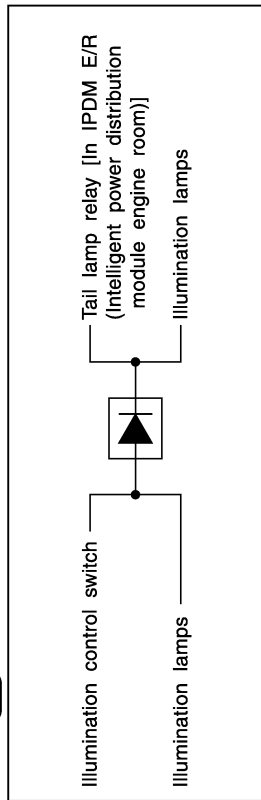 Illumination control switch
Illumination lamps
Tail lamp relay [In IPDM E/R
(Intelligent power distribution
module engine room)]
Illumination lamps